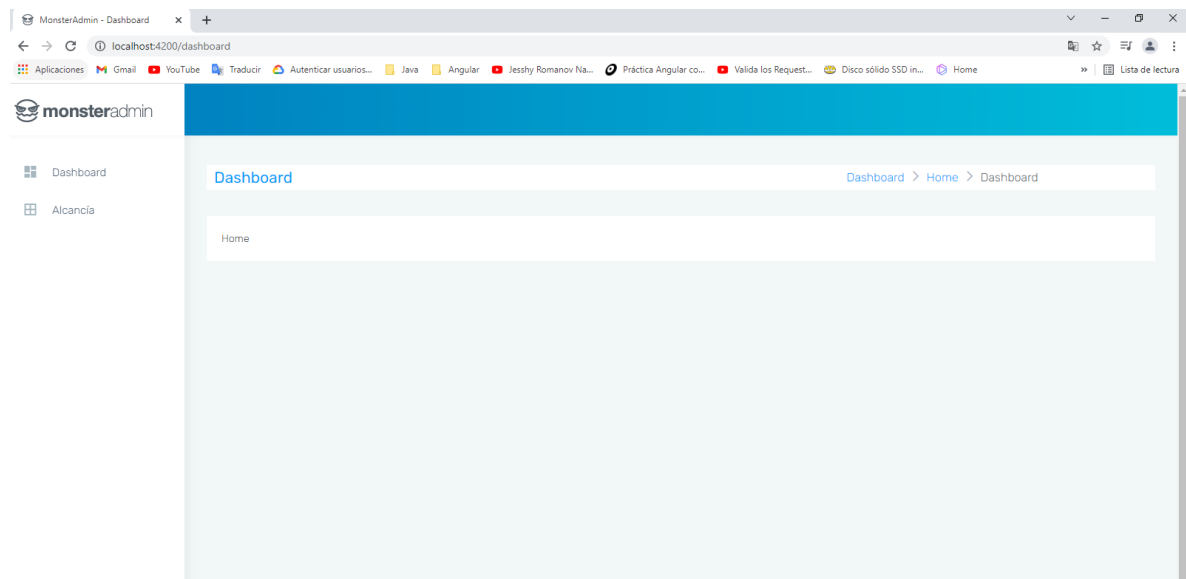 MonsterAdmin - Dashboard
localhost:4200/dashboard
Aplicaciones Gmail YouTube Traducir Autenticar usuarios... Java Angular Jesshy Romanov Na... Práctica Angular co... Valida los Request... Disco sólido SSD in... Home » Lista de lectura
monsteradmin
Dashboard
Alcancía
Dashboard
Dashboard > Home > Dashboard
Home